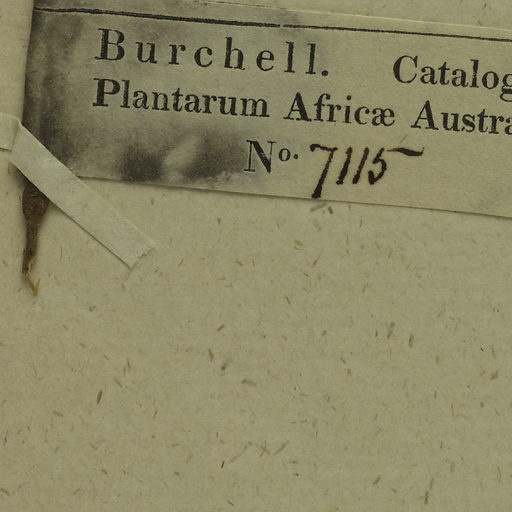 Burchell. Catalog
Plantarum Africæ Austra
No. 7115